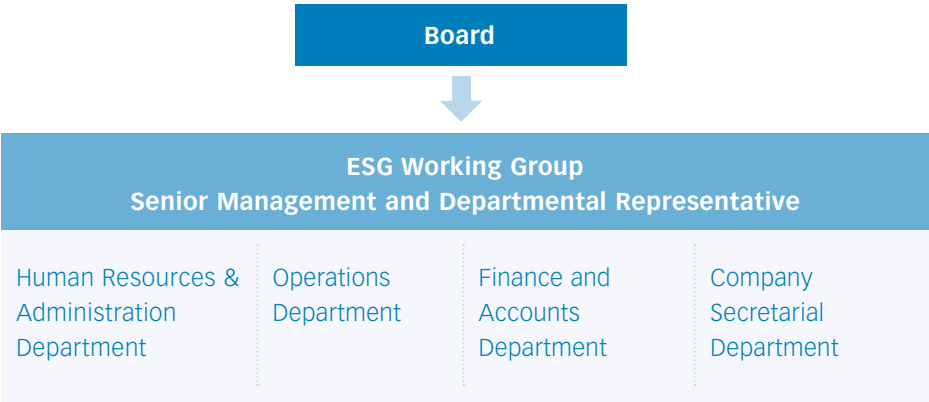 Board
ESG Working Group
Senior Management and Departmental Representative
Human Resources &
Administration
Department
Operations
Department
Finance and
Accounts
Department
Company
Secretarial
Department